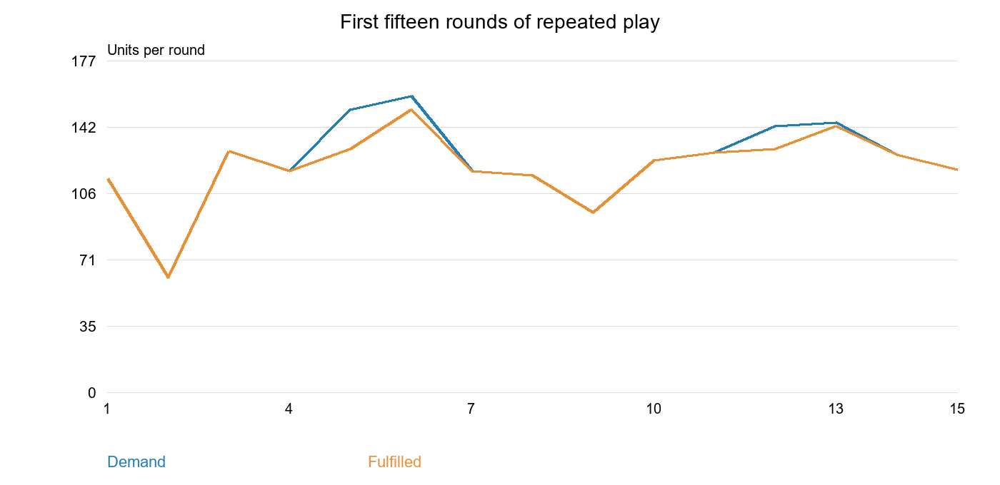 First fifteen rounds of repeated play
Units per round
177
142
106
71
35
0
1 4 7 10 13 15
Demand Fulfilled